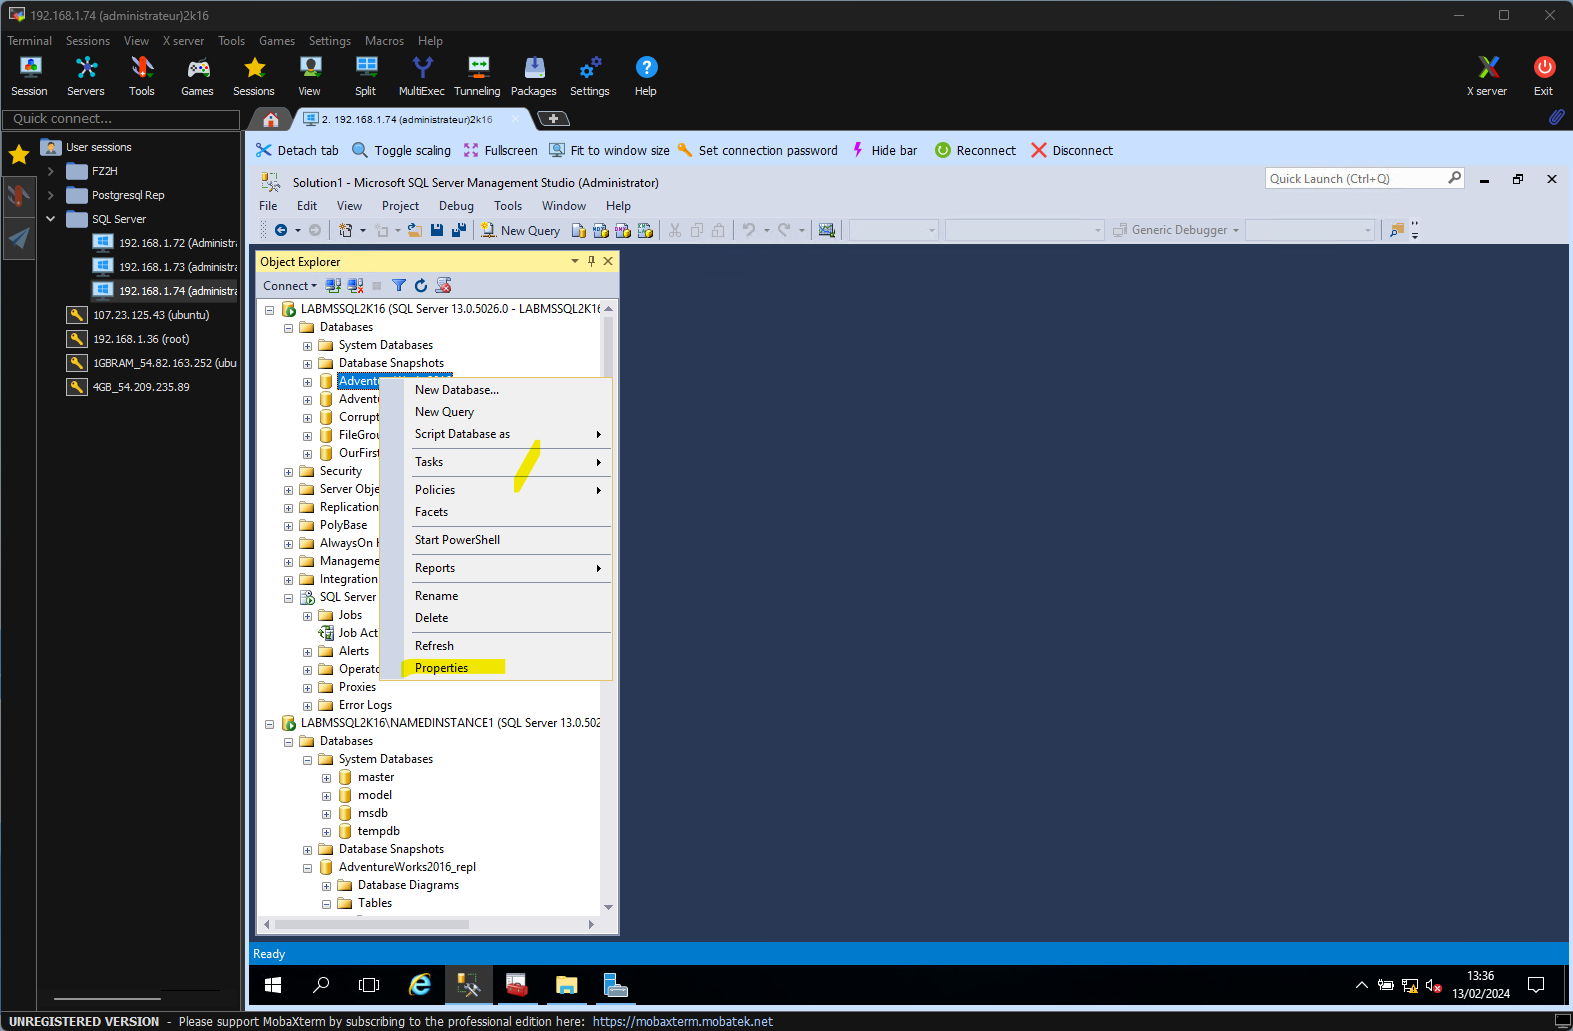 192.168.1.74 (administrateur)2k16
Terminal Sessions View X server Tools Games Settings Macros Help
Session Servers Tools Games Sessions View Split MultiExec Tunneling Packages Settings Help X server Exit
Quick connect...
2. 192.168.1.74 (administrateur)2k16
User sessions
FZ2H
Postgresql Rep
SQL Server
192.168.1.72 (Administra
192.168.1.73 (administra
192.168.1.74 (administra
107.23.125.43 (ubuntu)
192.168.1.36 (root)
1GBRAM_54.82.163.252 (ubu
4GB_54.209.235.89
Detach tab Toggle scaling Fullscreen Fit to window size Set connection password Hide bar Reconnect Disconnect
Solution1 - Microsoft SQL Server Management Studio (Administrator)
Quick Launch (Ctrl+Q)
File Edit View Project Debug Tools Window Help
New Query
Generic Debugger
Object Explorer
Connect
LABMSSQL2K16 (SQL Server 13.0.5026.0 - LABMSSQL2K16
Databases
System Databases
Database Snapshots
Adventu
Corrupt
FileGrou
OurFirst
Security
Server Obje
Replication
PolyBase
AlwaysOn
Manageme
Integration
SQL Server
Jobs
Job Act
Alerts
Operato
Proxies
Error Logs
New Database...
New Query
Script Database as
Tasks
Policies
Facets
Start PowerShell
Reports
Rename
Delete
Refresh
Properties
LABMSSQL2K16\NAMEDINSTANCE1 (SQL Server 13.0.502
Databases
System Databases
master
model
msdb
tempdb
Database Snapshots
AdventureWorks2016_repl
Database Diagrams
Tables
Ready
13:36
13/02/2024
UNREGISTERED VERSION - Please support MobaXterm by subscribing to the professional edition here: https://mobaxterm.mobatek.net